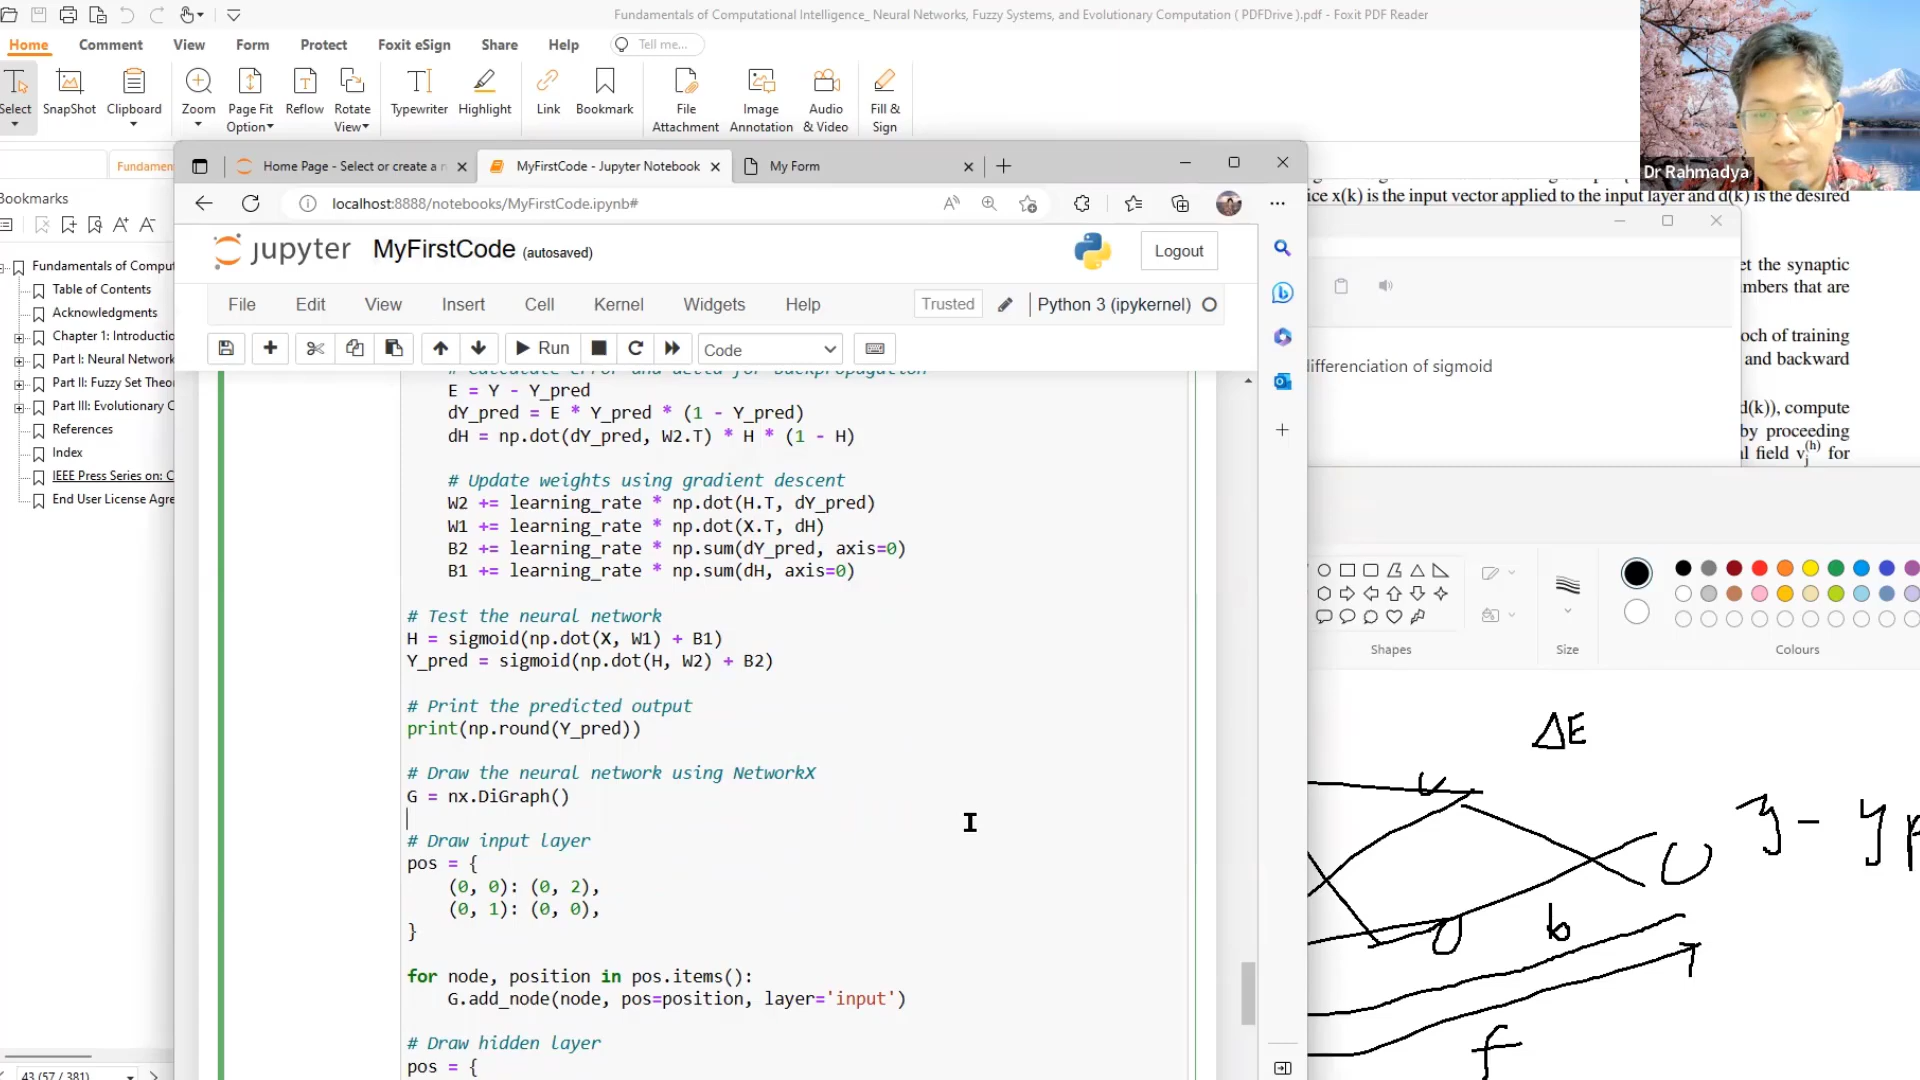 Fundamentals of Computational Intelligence_ Neural Networks, Fuzzy Systems, and Evolutionary Computation ( PDFDrive ).pdf - Foxit PDF Reader
Home Comment View Form Protect Foxit eSign Share Help Tell me...
Select SnapShot Clipboard Zoom Page Fit Option Reflow Rotate View Typewriter Highlight Link Bookmark File Attachment Image Annotation Audio & Video Fill & Sign
Dr Rahmadya
Fundamen
Home Page - Select or create a n
MyFirstCode - Jupyter Notebook
My Form
Bookmarks
localhost:8888/notebooks/MyFirstCode.ipynb#
Fundamentals of Compu
Table of Contents
Acknowledgments
Chapter 1: Introductio
Part I: Neural Network
Part II: Fuzzy Set Theo
Part III: Evolutionary C
References
Index
IEEE Press Series on: C
End User License Agre
43 (57 / 381)
jupyter MyFirstCode (autosaved)
Logout
File Edit View Insert Cell Kernel Widgets Help
Trusted Python 3 (ipykernel)
Run Code
# Calculate error and delta for backpropagation
E = Y - Y_pred
dY_pred = E * Y_pred * (1 - Y_pred)
dH = np.dot(dY_pred, W2.T) * H * (1 - H)
# Update weights using gradient descent
W2 += learning_rate * np.dot(H.T, dY_pred)
W1 += learning_rate * np.dot(X.T, dH)
B2 += learning_rate * np.sum(dY_pred, axis=0)
B1 += learning_rate * np.sum(dH, axis=0)
# Test the neural network
H = sigmoid(np.dot(X, W1) + B1)
Y_pred = sigmoid(np.dot(H, W2) + B2)
# Print the predicted output
print(np.round(Y_pred))
# Draw the neural network using NetworkX
G = nx.DiGraph()
# Draw input layer
pos = {
(0, 0): (0, 2),
(0, 1): (0, 0),
}
for node, position in pos.items():
G.add_node(node, pos=position, layer='input')
# Draw hidden layer
pos = {
ice x(k) is the input vector applied to the input layer and d(k) is the desired
et the synaptic
mbers that are
och of training
and backward
d(k)), compute
by proceeding
al field vj(h) for
ifferenciation of sigmoid
Shapes
Size
Colours
ΔE
y - yp
b
f